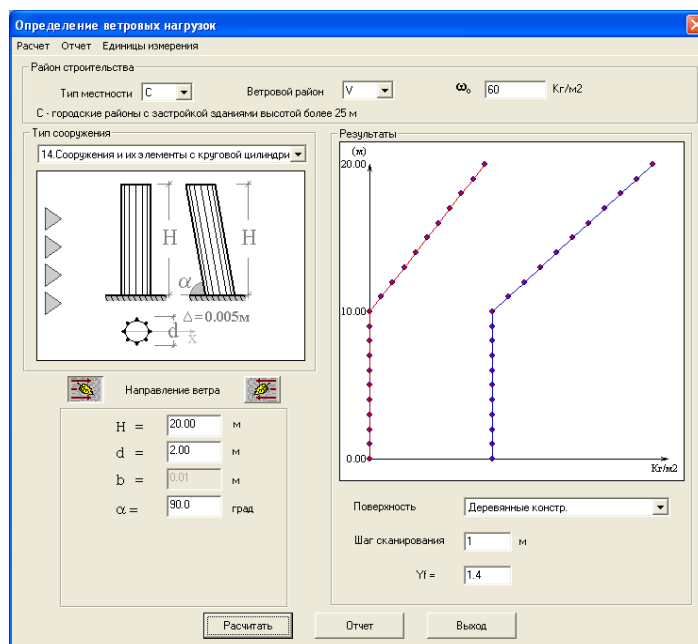 Определение ветровых нагрузок
Расчет Отчет Единицы измерения
Район строительства
Тип местности C Ветровой район V ω₀ 60 Кг/м2
С - городские районы с застройкой зданиями высотой более 25 м
Тип сооружения
14.Сооружения и их элементы с круговой цилиндри
H H
α
Δ=0.005м
d
x
Направление ветра
H = 20.00 м
d = 2.00 м
b = 0.01 м
α = 90.0 град
Результаты
(м)
20.00
10.00
0.00
Кг/м2
Поверхность Деревянные констр.
Шаг сканирования 1 м
Yf = 1.4
Расчитать Отчет Выход